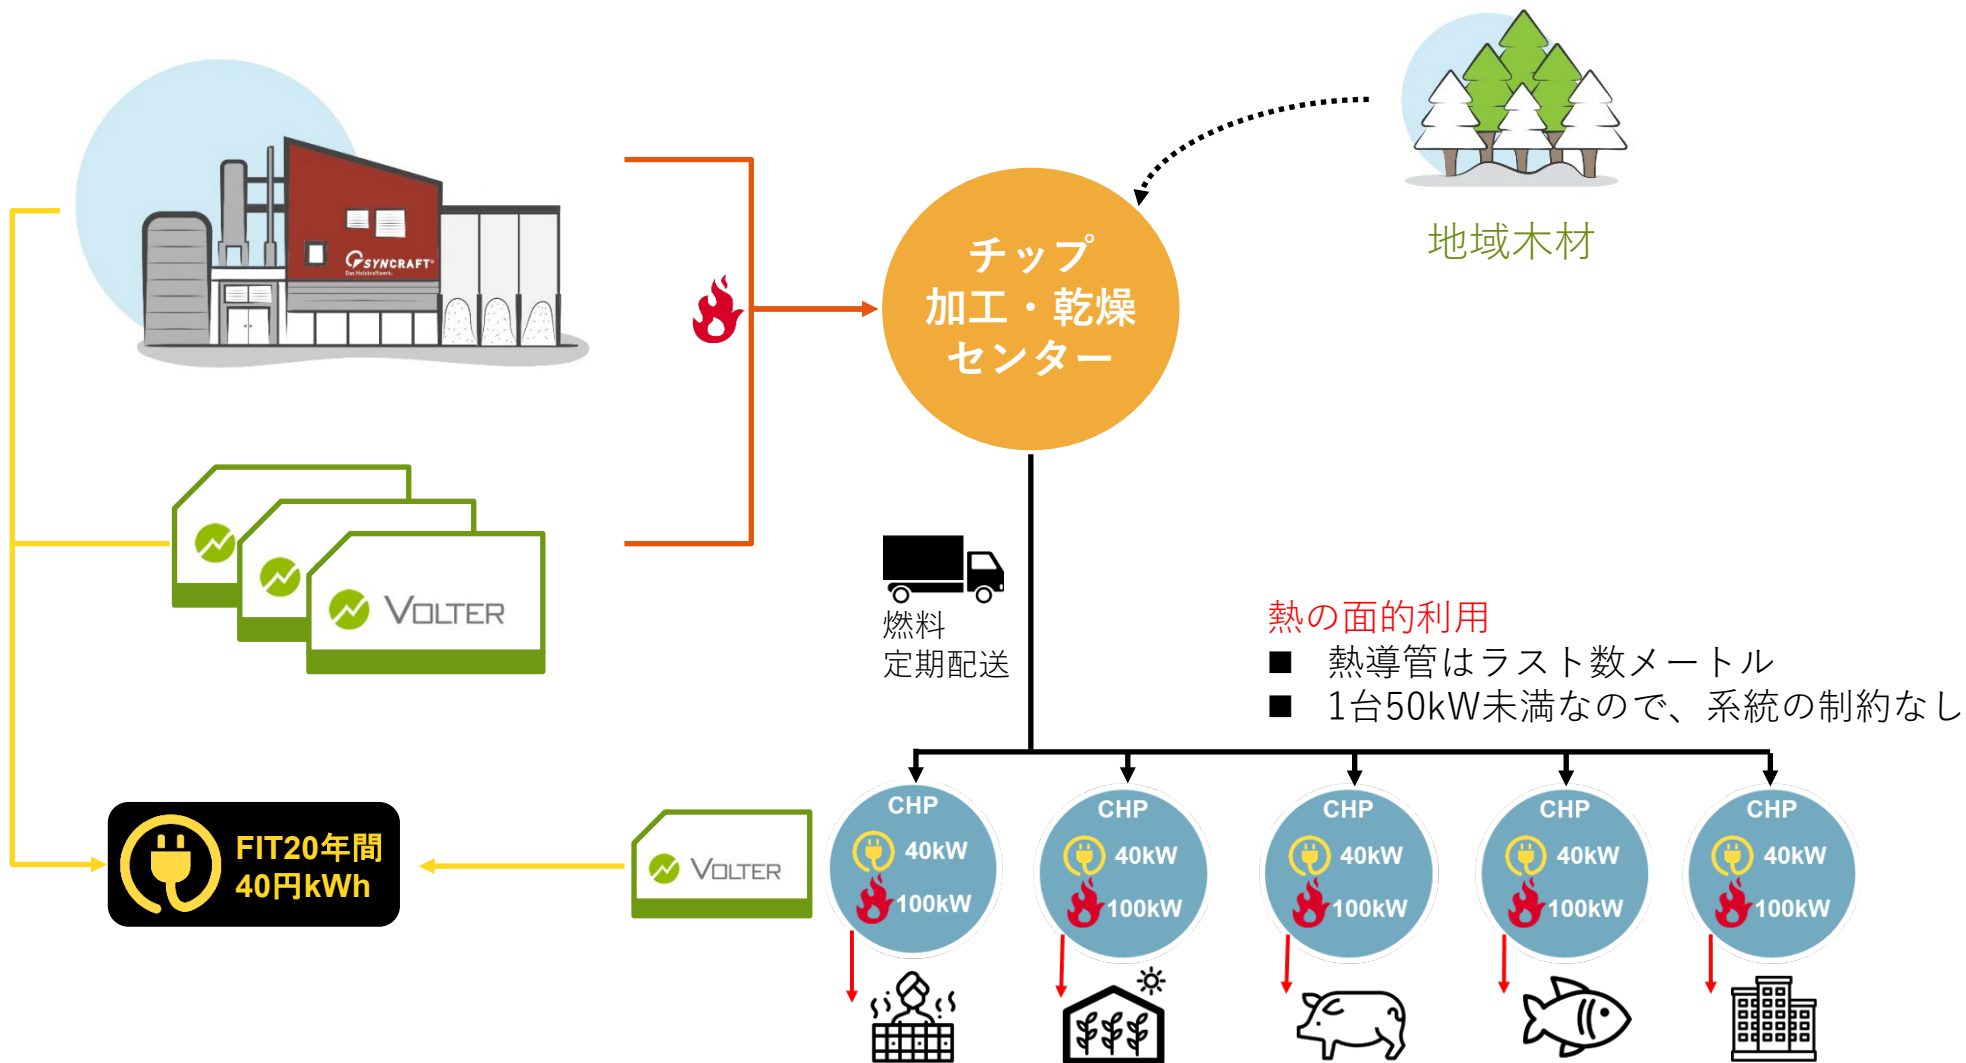 SYNCRAFT®
Das Holzkraftwerk.
地域木材
チップ
加工・乾燥
センター
VOLTER
燃料
定期配送
熱の面的利用
■ 熱導管はラスト数メートル
■ 1台50kW未満なので、系統の制約なし
FIT20年間
40円kWh
VOLTER
CHP
40kW
100kW
CHP
40kW
100kW
CHP
40kW
100kW
CHP
40kW
100kW
CHP
40kW
100kW